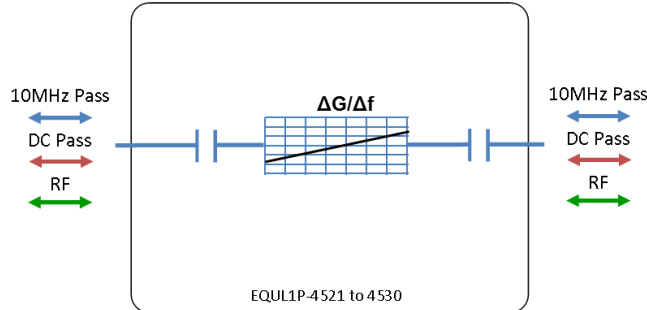 ΔG/Δf
10MHz Pass
DC Pass
RF
10MHz Pass
DC Pass
RF
EQUL1P-4521 to 4530